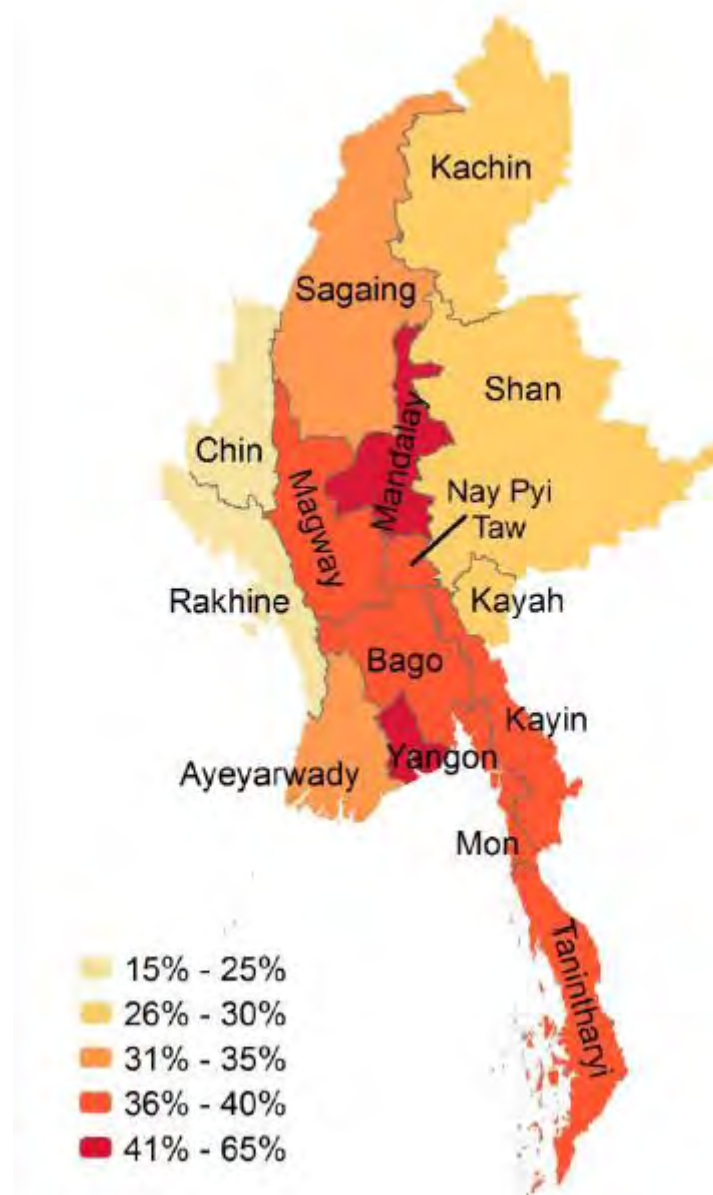 Kachin
Sagaing
Shan
Chin
Mandalay
Magway
Nay Pyi
Taw
Rakhine
Kayah
Bago
Kayin
Yangon
Ayeyarwady
Mon
Tanintharyi
15% - 25%
26% - 30%
31% - 35%
36% - 40%
41% - 65%